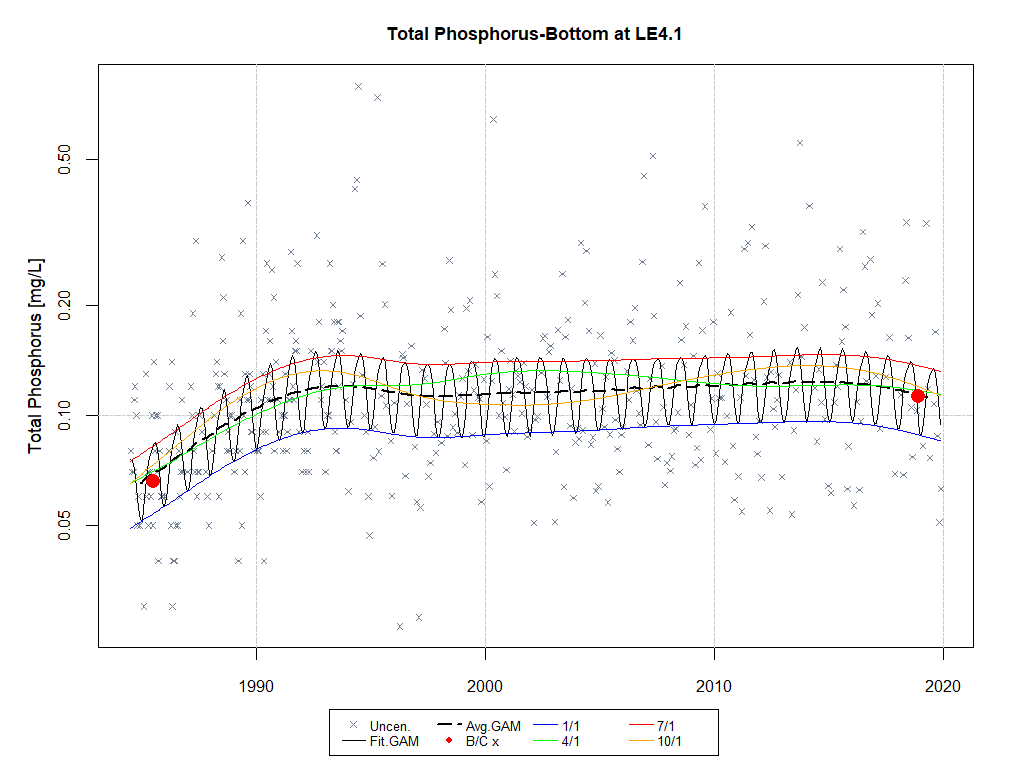 Total Phosphorus-Bottom at LE4.1
Total Phosphorus [mg/L]
0.50
0.20
0.10
0.05
1990 2000 2010 2020
Uncen. Avg.GAM 1/1 7/1
Fit.GAM B/C x 4/1 10/1